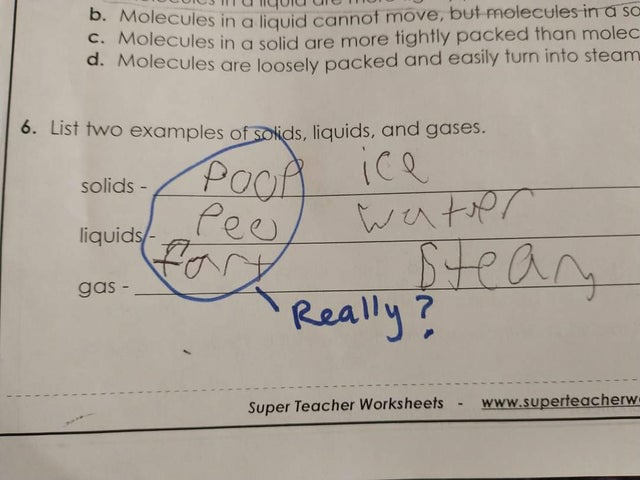 b. Molecules in a liquid cannot move, but molecules in a so
c. Molecules in a solid are more tightly packed than molec
d. Molecules are loosely packed and easily turn into steam
6. List two examples of solids, liquids, and gases.
solids - Poop ice
liquids - Pee water
gas - fart Steam
Really?
Super Teacher Worksheets - www.superteacherw